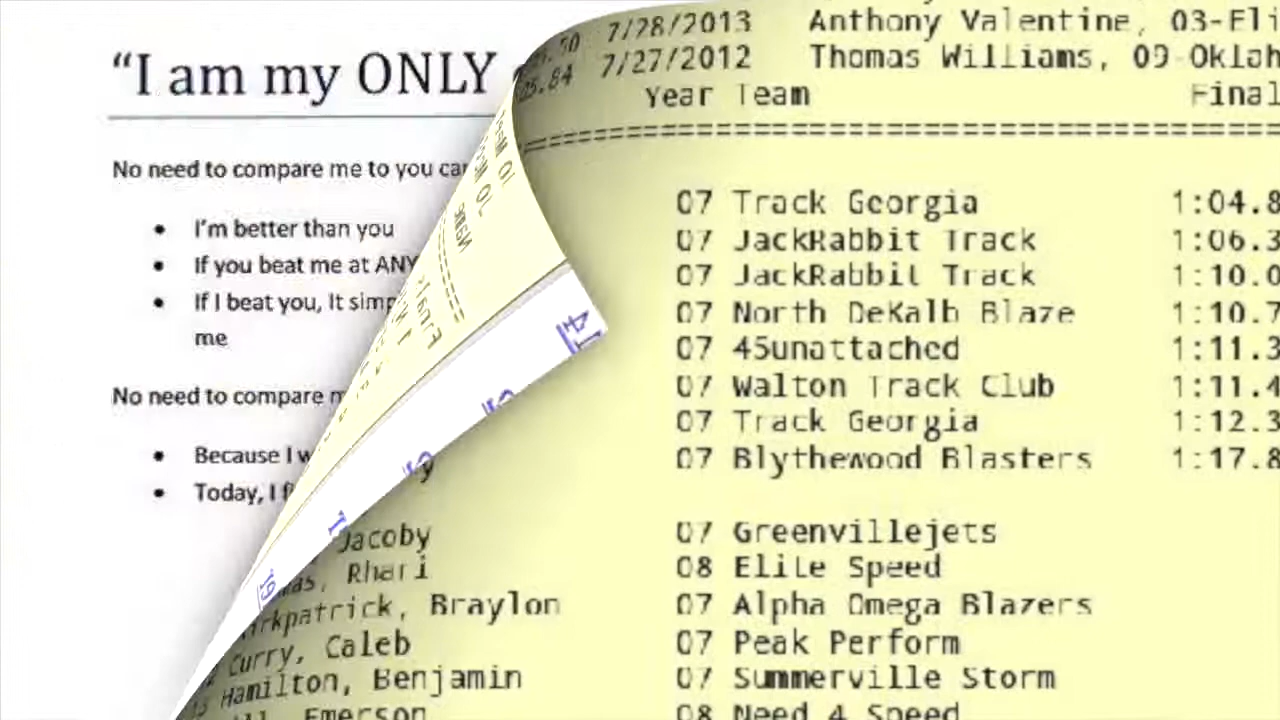 “I am my ONLY
No need to compare me to you
I’m better than you
If you beat me at ANY
If I beat you, It
me
No need to compare
Because I
Today, I
7/28/2013 Anthony Valentine, 03-Eli
7/27/2012 Thomas Williams, 09-Oklah
Year Team Final
07 Track Georgia 1:04.8
07 JackRabbit Track 1:06.3
07 JackRabbit Track 1:10.0
07 North DeKalb Blaze 1:10.7
07 45unattached 1:11.3
07 Walton Track Club 1:11.4
07 Track Georgia 1:12.3
07 Blythewood Blasters 1:17.8
Jacoby 07 Greenvillejets
Rhari 08 Elite Speed
rkpatrick, Braylon 07 Alpha Omega Blazers
Curry, Caleb 07 Peak Perform
Hamilton, Benjamin 07 Summerville Storm
Emerson 08 Need 4 Speed